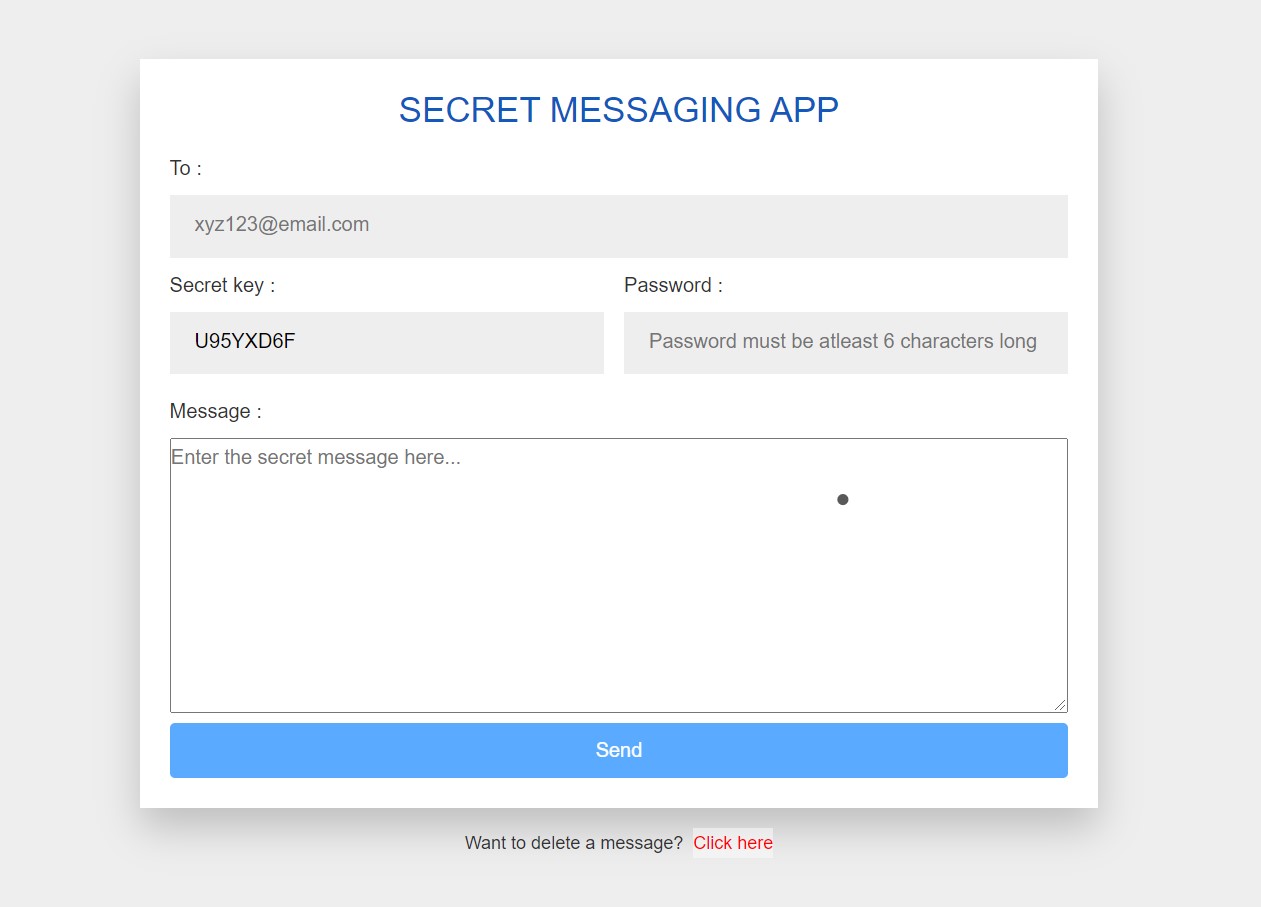 SECRET MESSAGING APP
To :
xyz123@email.com
Secret key :
Password :
U95YXD6F
Password must be atleast 6 characters long
Message :
Enter the secret message here...
Send
Want to delete a message? Click here